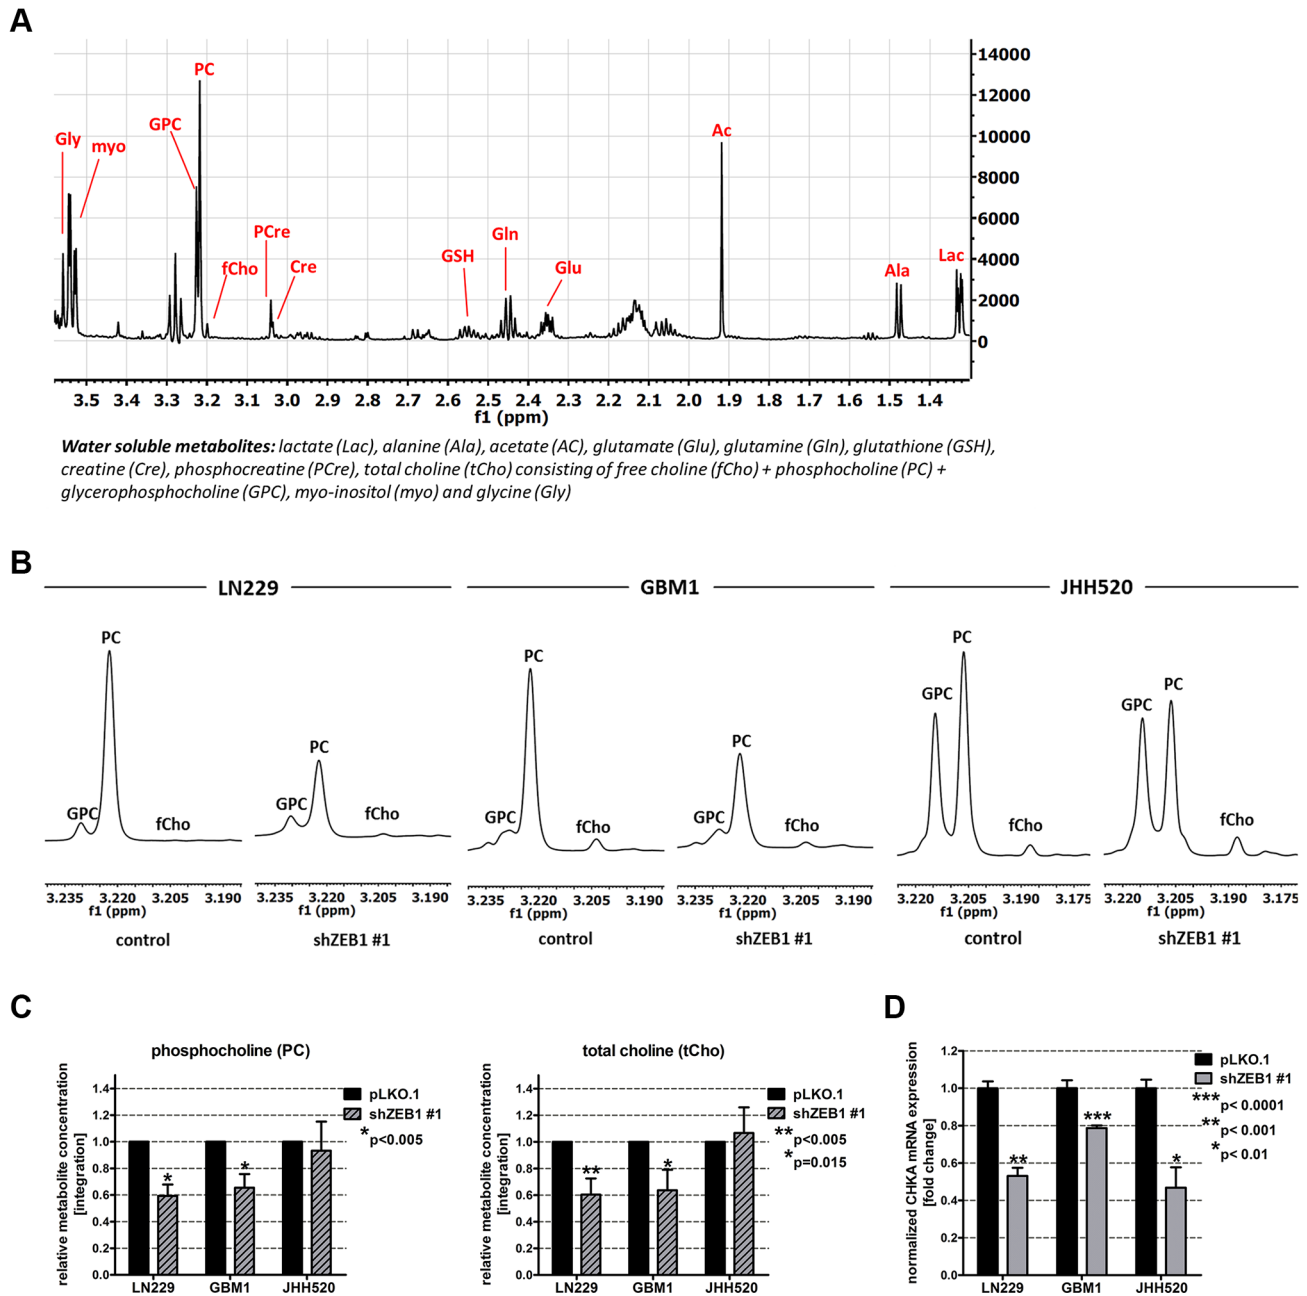 A
PC
GPC
Gly
myo
fCho
PCre
Cre
GSH
Gln
Glu
Ac
Ala
Lac
14000
12000
10000
8000
6000
4000
2000
0
3.5 3.4 3.3 3.2 3.1 3.0 2.9 2.8 2.7 2.6 2.5 2.4 2.3 2.2 2.1 2.0 1.9 1.8 1.7 1.6 1.5 1.4
f1 (ppm)
Water soluble metabolites: lactate (Lac), alanine (Ala), acetate (AC), glutamate (Glu), glutamine (Gln), glutathione (GSH),
creatine (Cre), phosphocreatine (PCre), total choline (tCho) consisting of free choline (fCho) + phosphocholine (PC) +
glycerophosphocholine (GPC), myo-inositol (myo) and glycine (Gly)
B
LN229
GBM1
JHH520
PC
GPC
fCho
3.235 3.220 3.205 3.190
f1 (ppm)
control
PC
GPC
fCho
3.235 3.220 3.205 3.190
f1 (ppm)
shZEB1 #1
PC
GPC
fCho
3.235 3.220 3.205 3.190
f1 (ppm)
control
PC
GPC
fCho
3.235 3.220 3.205 3.190
f1 (ppm)
shZEB1 #1
PC
GPC
fCho
3.220 3.205 3.190 3.175
f1 (ppm)
control
PC
GPC
fCho
3.220 3.205 3.190 3.175
f1 (ppm)
shZEB1 #1
C
phosphocholine (PC)
relative metabolite concentration
[integration]
1.4
1.2
1.0
0.8
0.6
0.4
0.2
0.0
* *
LN229 GBM1 JHH520
pLKO.1
shZEB1 #1
*p<0.005
total choline (tCho)
relative metabolite concentration
[integration]
1.4
1.2
1.0
0.8
0.6
0.4
0.2
0.0
** *
LN229 GBM1 JHH520
pLKO.1
shZEB1 #1
**p<0.005
*p=0.015
D
normalized CHKA mRNA expression
[fold change]
1.2
1.0
0.8
0.6
0.4
0.2
0.0
** *** *
LN229 GBM1 JHH520
pLKO.1
shZEB1 #1
***p< 0.0001
**p< 0.001
*p< 0.01